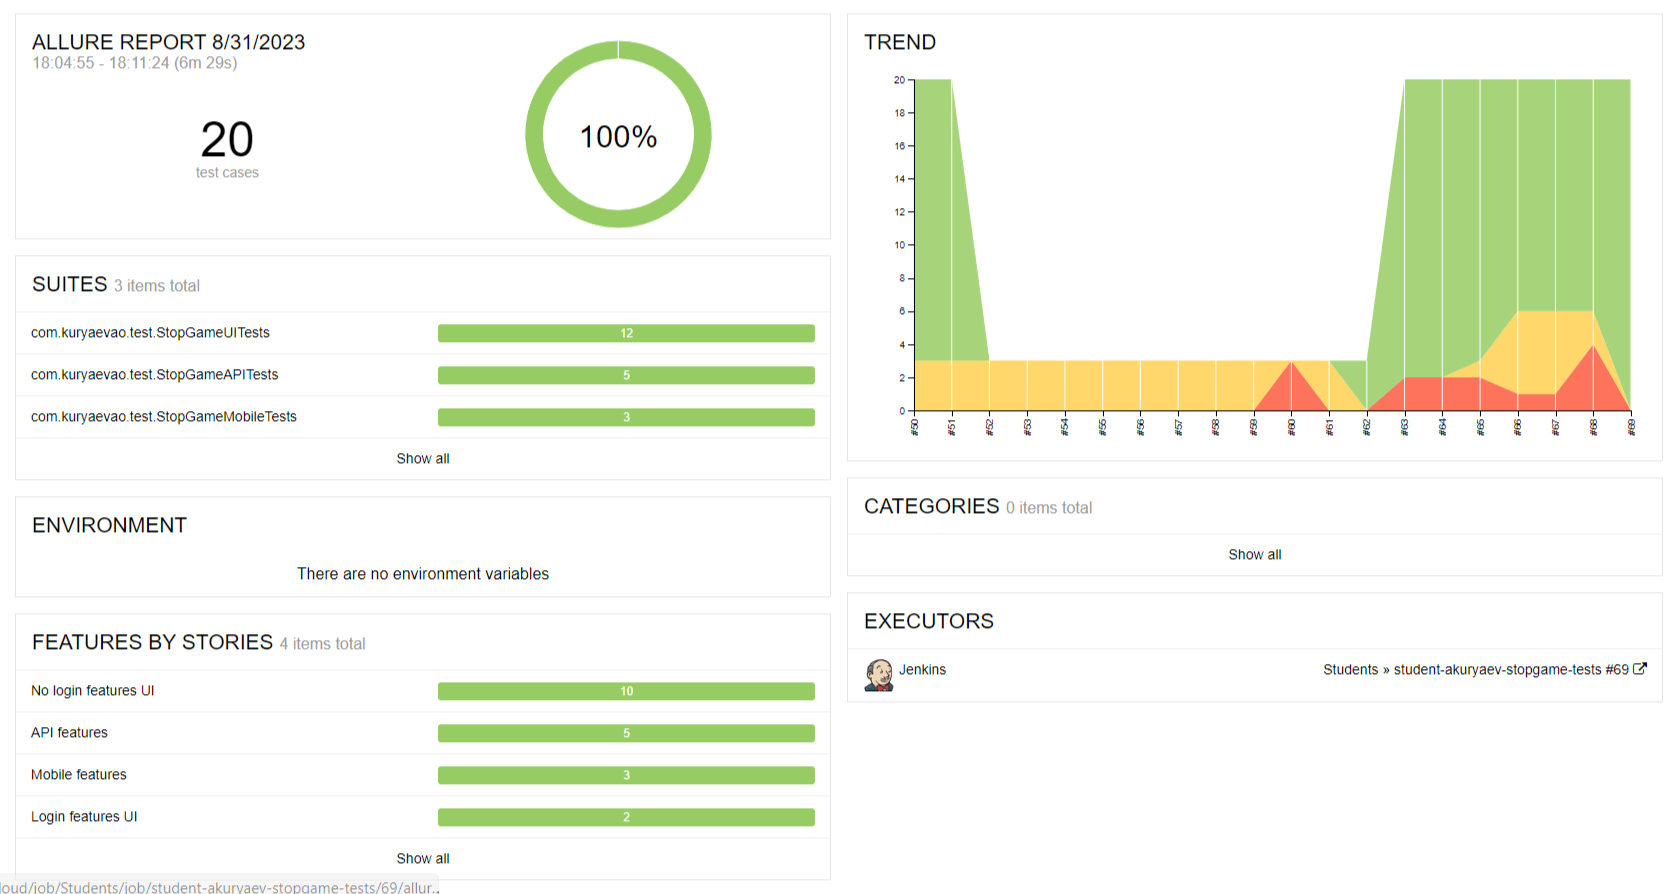 ALLURE REPORT 8/31/2023
18:04:55 - 18:11:24 (6m 29s)
20
test cases
100%
SUITES 3 items total
com.kuryaevao.test.StopGameUITests 12
com.kuryaevao.test.StopGameAPITests 5
com.kuryaevao.test.StopGameMobileTests 3
Show all
ENVIRONMENT
There are no environment variables
FEATURES BY STORIES 4 items total
No login features UI 10
API features 5
Mobile features 3
Login features UI 2
Show all
loud/job/Students/job/student-akuryaev-stopgame-tests/69/allur..
TREND
20
18
16
14
12
10
8
6
4
2
0
#50 #51 #52 #53 #54 #55 #56 #57 #58 #59 #60 #61 #62 #63 #64 #65 #66 #67 #68 #69
CATEGORIES 0 items total
Show all
EXECUTORS
Jenkins Students » student-akuryaev-stopgame-tests #69